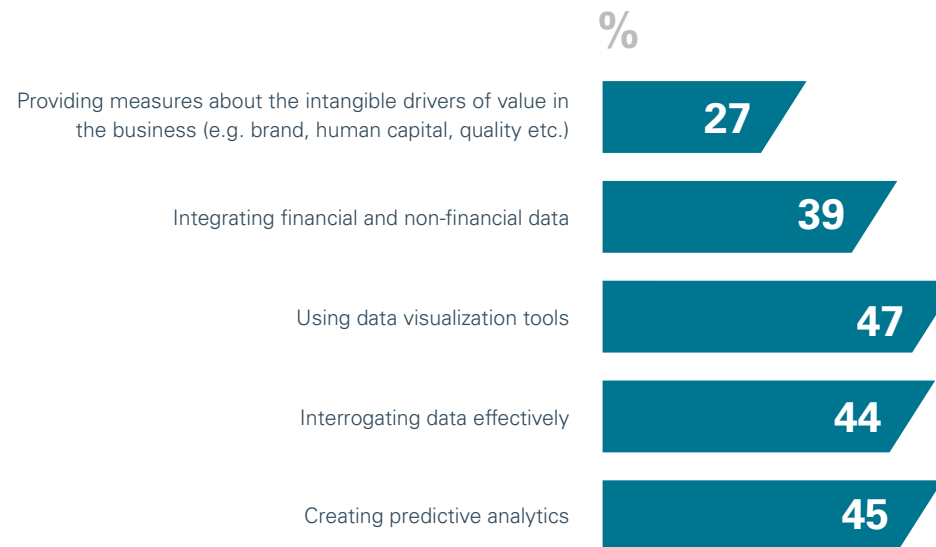 %
Providing measures about the intangible drivers of value in
the business (e.g. brand, human capital, quality etc.)
27
Integrating financial and non-financial data
39
Using data visualization tools
47
Interrogating data effectively
44
Creating predictive analytics
45